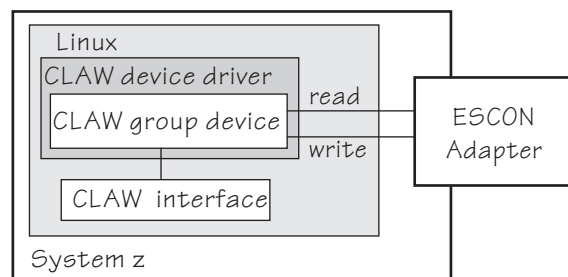 Linux
CLAW device driver
read
CLAW group device
write
CLAW interface
ESCON
Adapter
System z